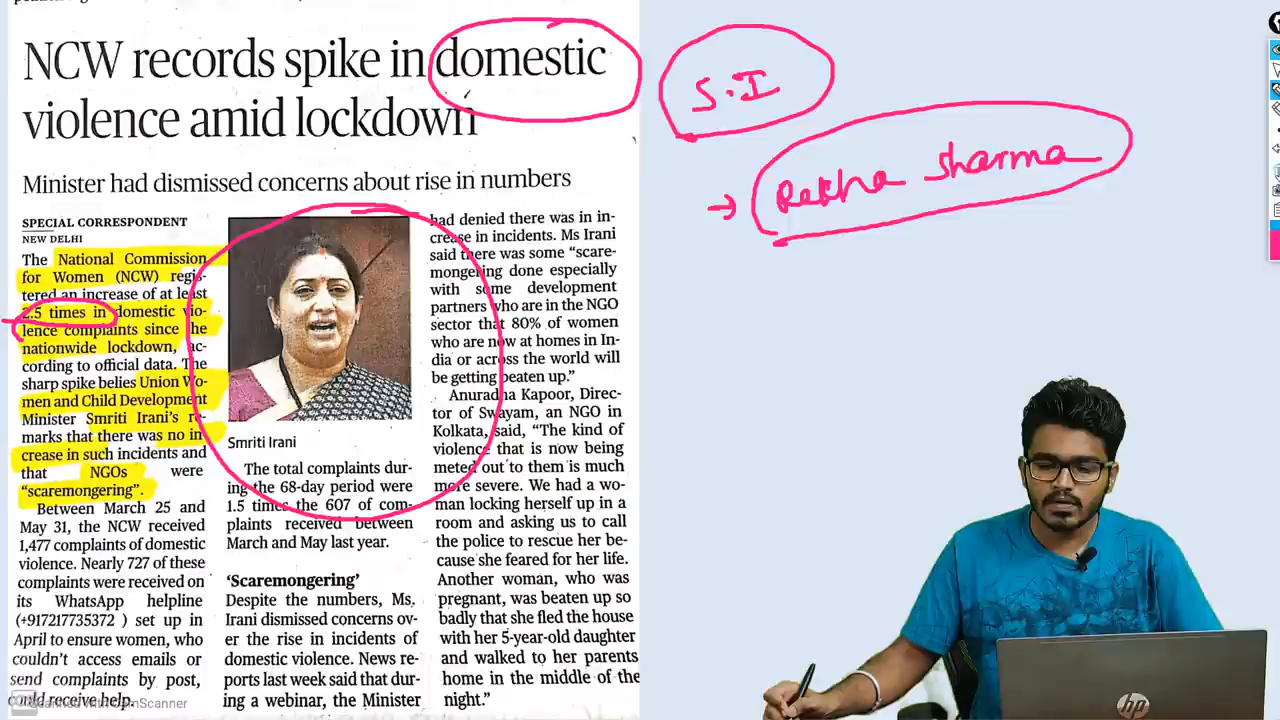 NCW records spike in domestic
violence amid lockdown
Minister had dismissed concerns about rise in numbers
SPECIAL CORRESPONDENT
NEW DELHI
The National Commission
for Women (NCW) regis-
tered an increase of at least
2.5 times in domestic vio-
lence complaints since the
nationwide lockdown, ac-
cording to official data. The
sharp spike belies Union Wo-
men and Child Development
Minister Smriti Irani's re-
marks that there was no in
crease in such incidents and
that NGOs were
"scaremongering".
Between March 25 and
May 31, the NCW received
1,477 complaints of domestic
violence. Nearly 727 of these
complaints were received on
its WhatsApp helpline
(+917217735372 ) set up in
April to ensure women, who
couldn't access emails or
send complaints by post,
could receive help.
Smriti Irani
The total complaints dur-
ing the 68-day period were
1.5 times the 607 of com-
plaints received between
March and May last year.
'Scaremongering'
Despite the numbers, Ms.
Irani dismissed concerns ov-
er the rise in incidents of
domestic violence. News re-
ports last week said that dur-
ing a webinar, the Minister
had denied there was in in-
crease in incidents. Ms Irani
said there was some "scare-
mongering done especially
with some development
partners who are in the NGO
sector that 80% of women
who are now at homes in In-
dia or across the world will
be getting beaten up."
Anuradha Kapoor, Direc-
tor of Swayam, an NGO in
Kolkata, said, "The kind of
violence that is now being
meted out to them is much
more severe. We had a wo-
man locking herself up in a
room and asking us to call
the police to rescue her be-
cause she feared for her life.
Another woman, who was
pregnant, was beaten up so
badly that she fled the house
with her 5-year-old daughter
and walked to her parents
home in the middle of the
night."
S.I
→ Rekha Sharma
Scanned with CamScanner
hp